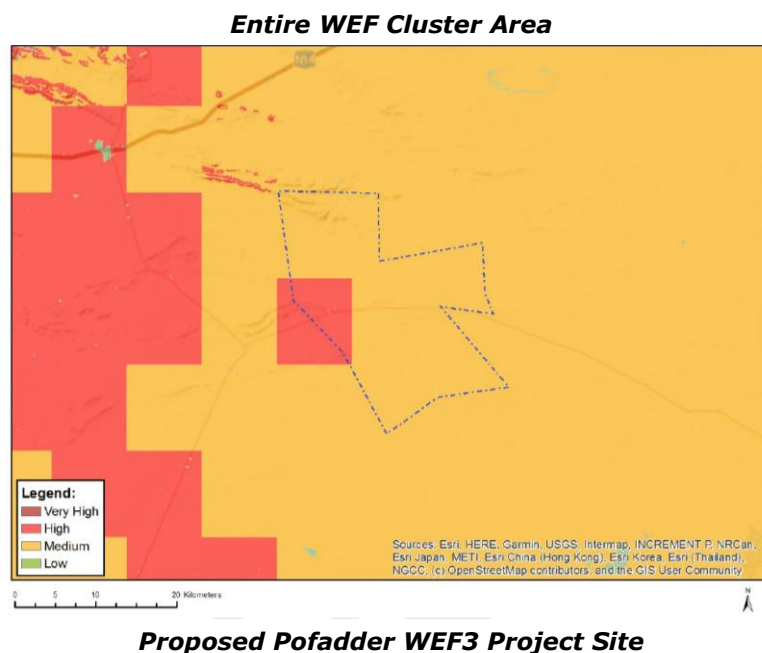 Entire WEF Cluster Area
N14
Legend:
Very High
High
Medium
Low
Sources: Esri, HERE, Garmin, USGS, Intermap, INCREMENT P, NRCan,
Esri Japan, METI, Esri China (Hong Kong), Esri Korea, Esri (Thailand),
NGCC, (c) OpenStreetMap contributors, and the GIS User Community
0 5 10 20 Kilometers
N
Proposed Pofadder WEF3 Project Site